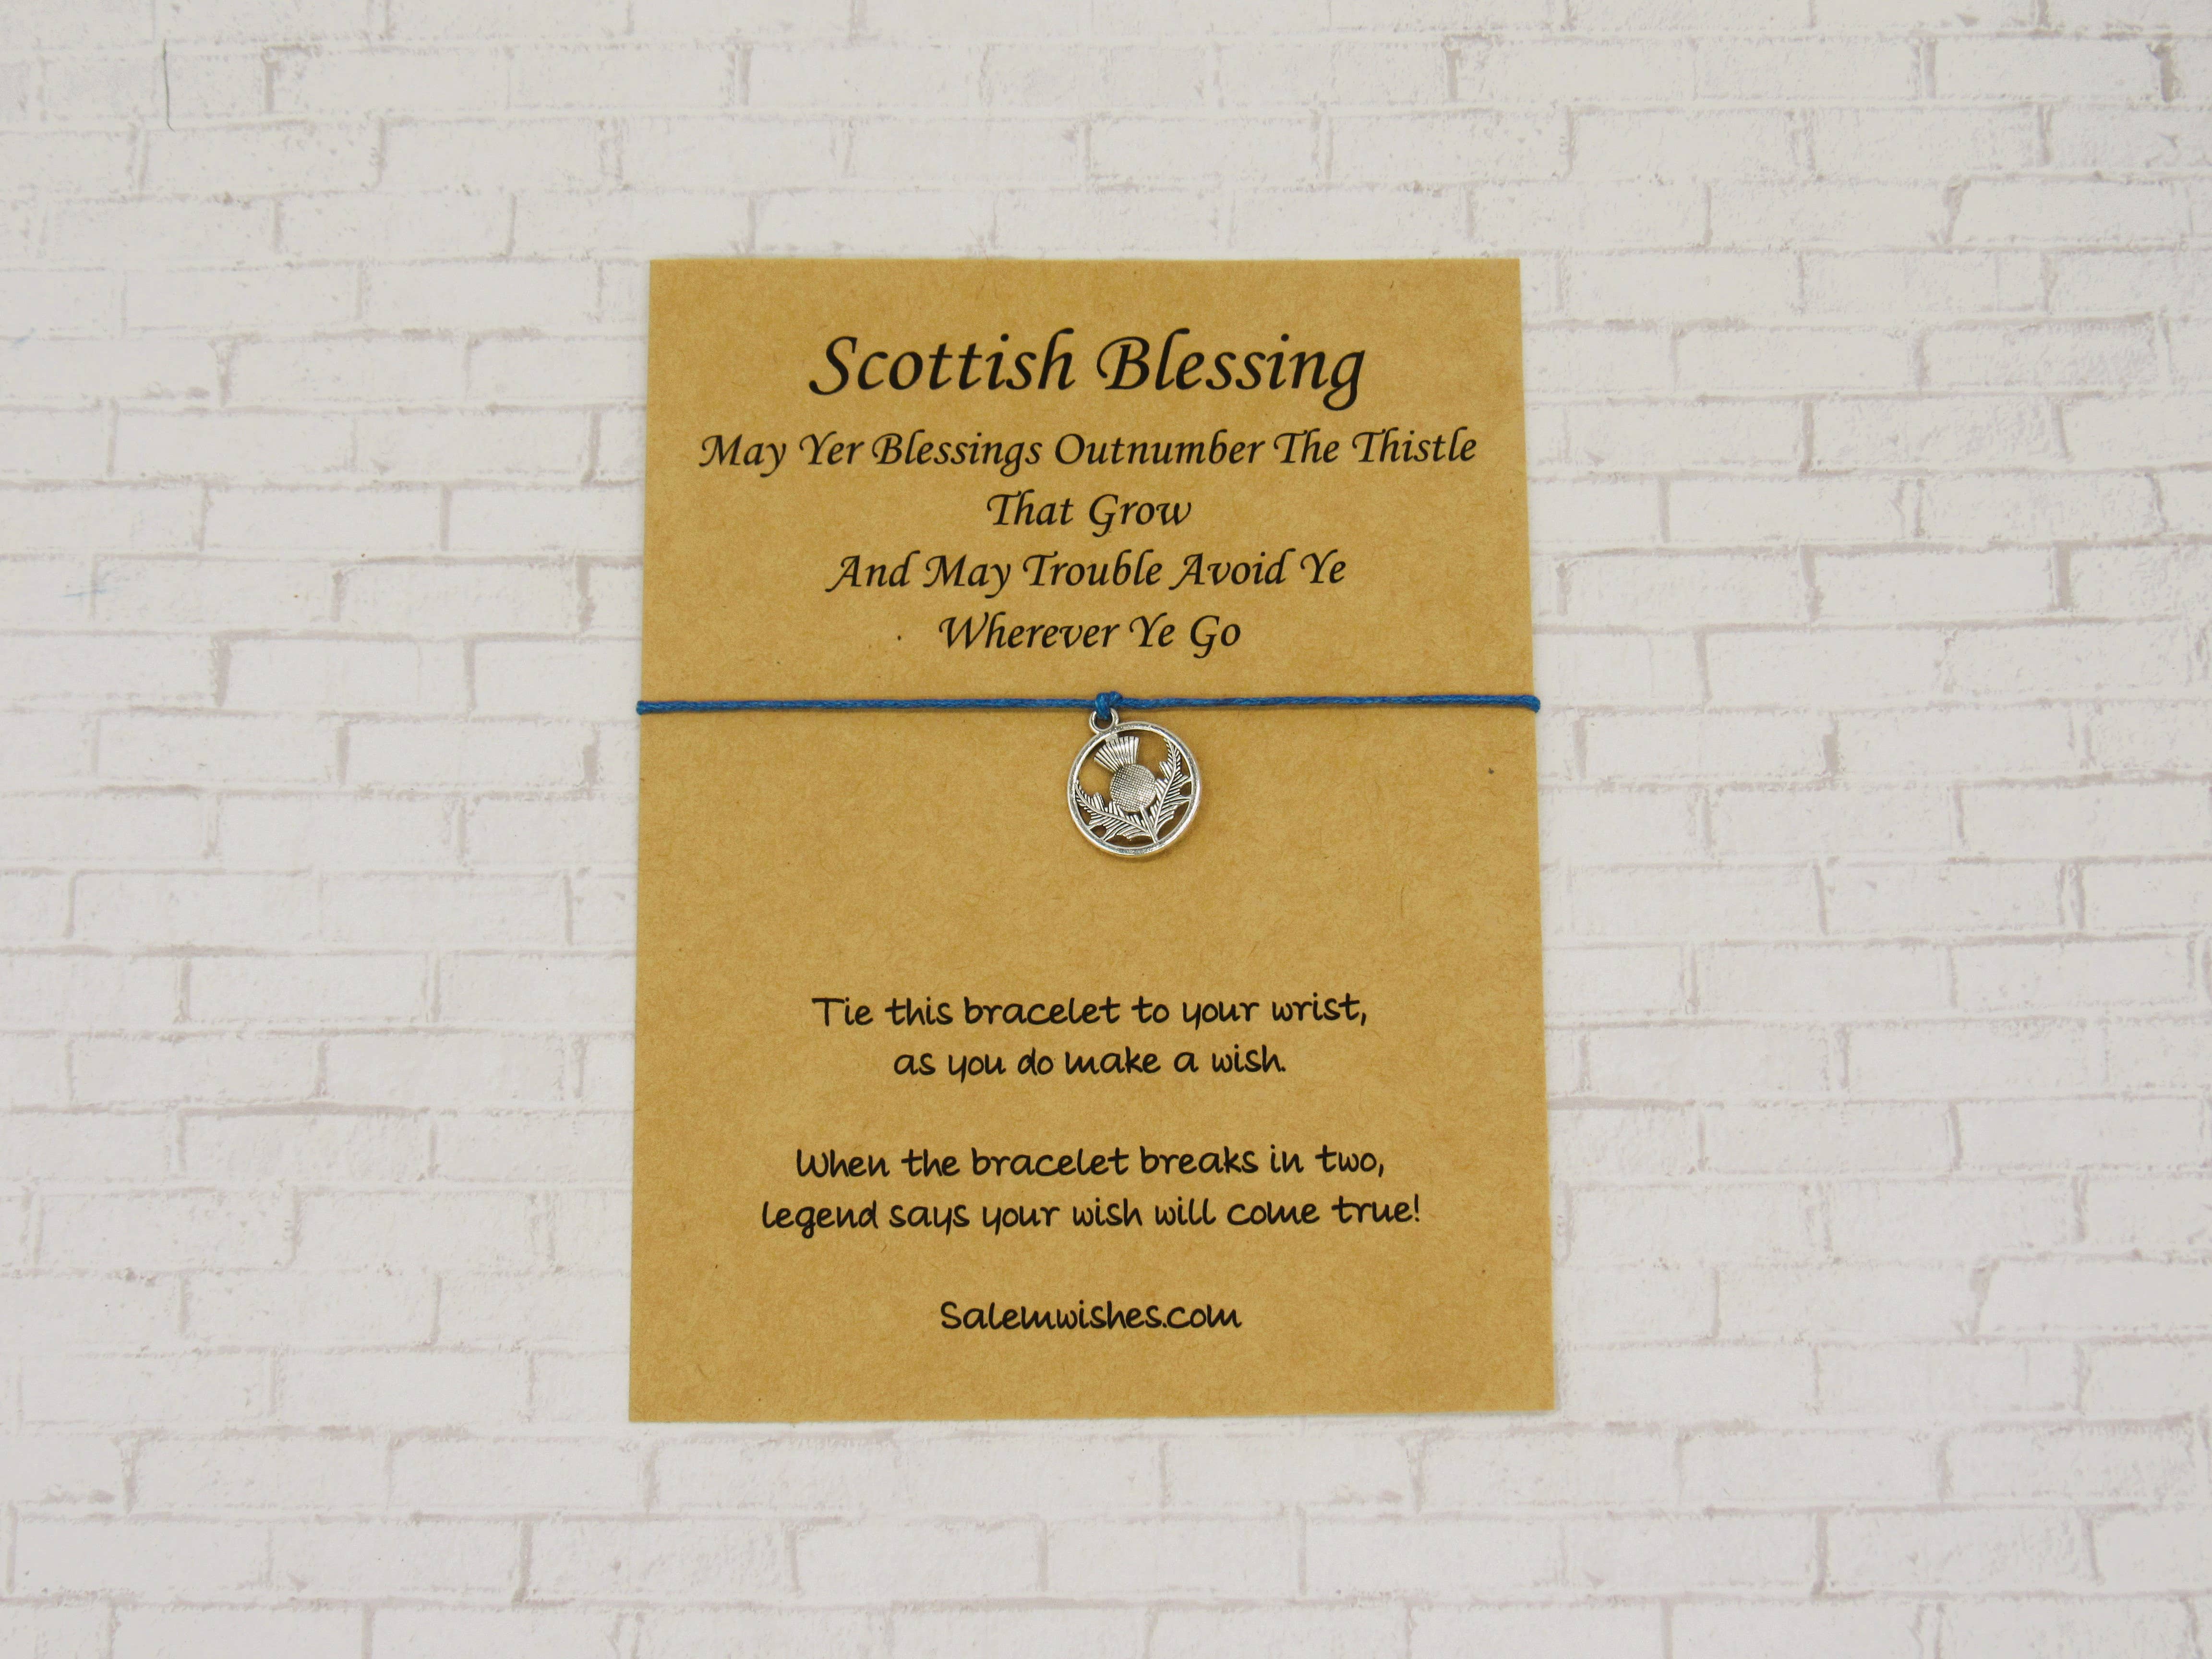 Scottish Blessing
May Yer Blessings Outnumber The Thistle
That Grow
And May Trouble Avoid Ye
Wherever Ye Go
Tie this bracelet to your wrist,
as you do make a wish.
When the bracelet breaks in two,
legend says your wish will come true!
Salemwishes.com